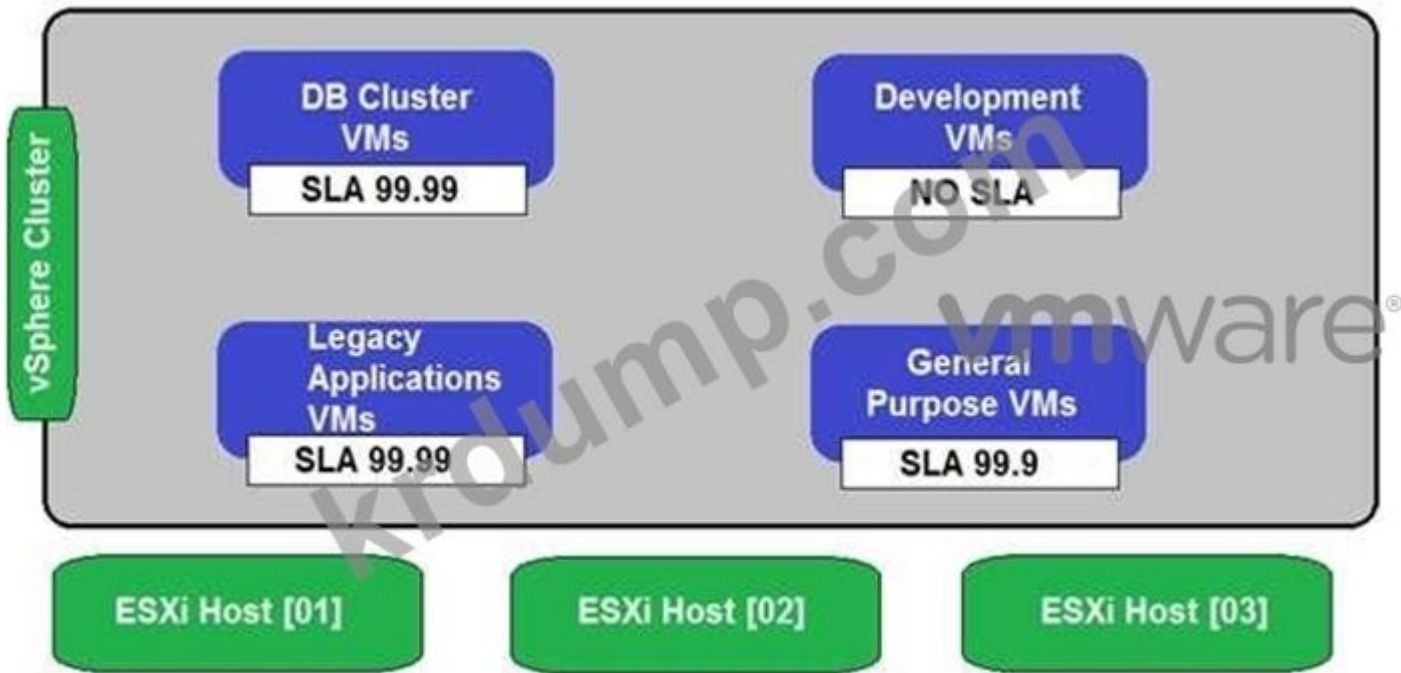 vSphere Cluster
DB Cluster
VMs
SLA 99.99
Development
VMs
NO SLA
Legacy
Applications
VMs
SLA 99.99
General
Purpose VMs
SLA 99.9
krdump.com
vmware®
ESXi Host [01]
ESXi Host [02]
ESXi Host [03]